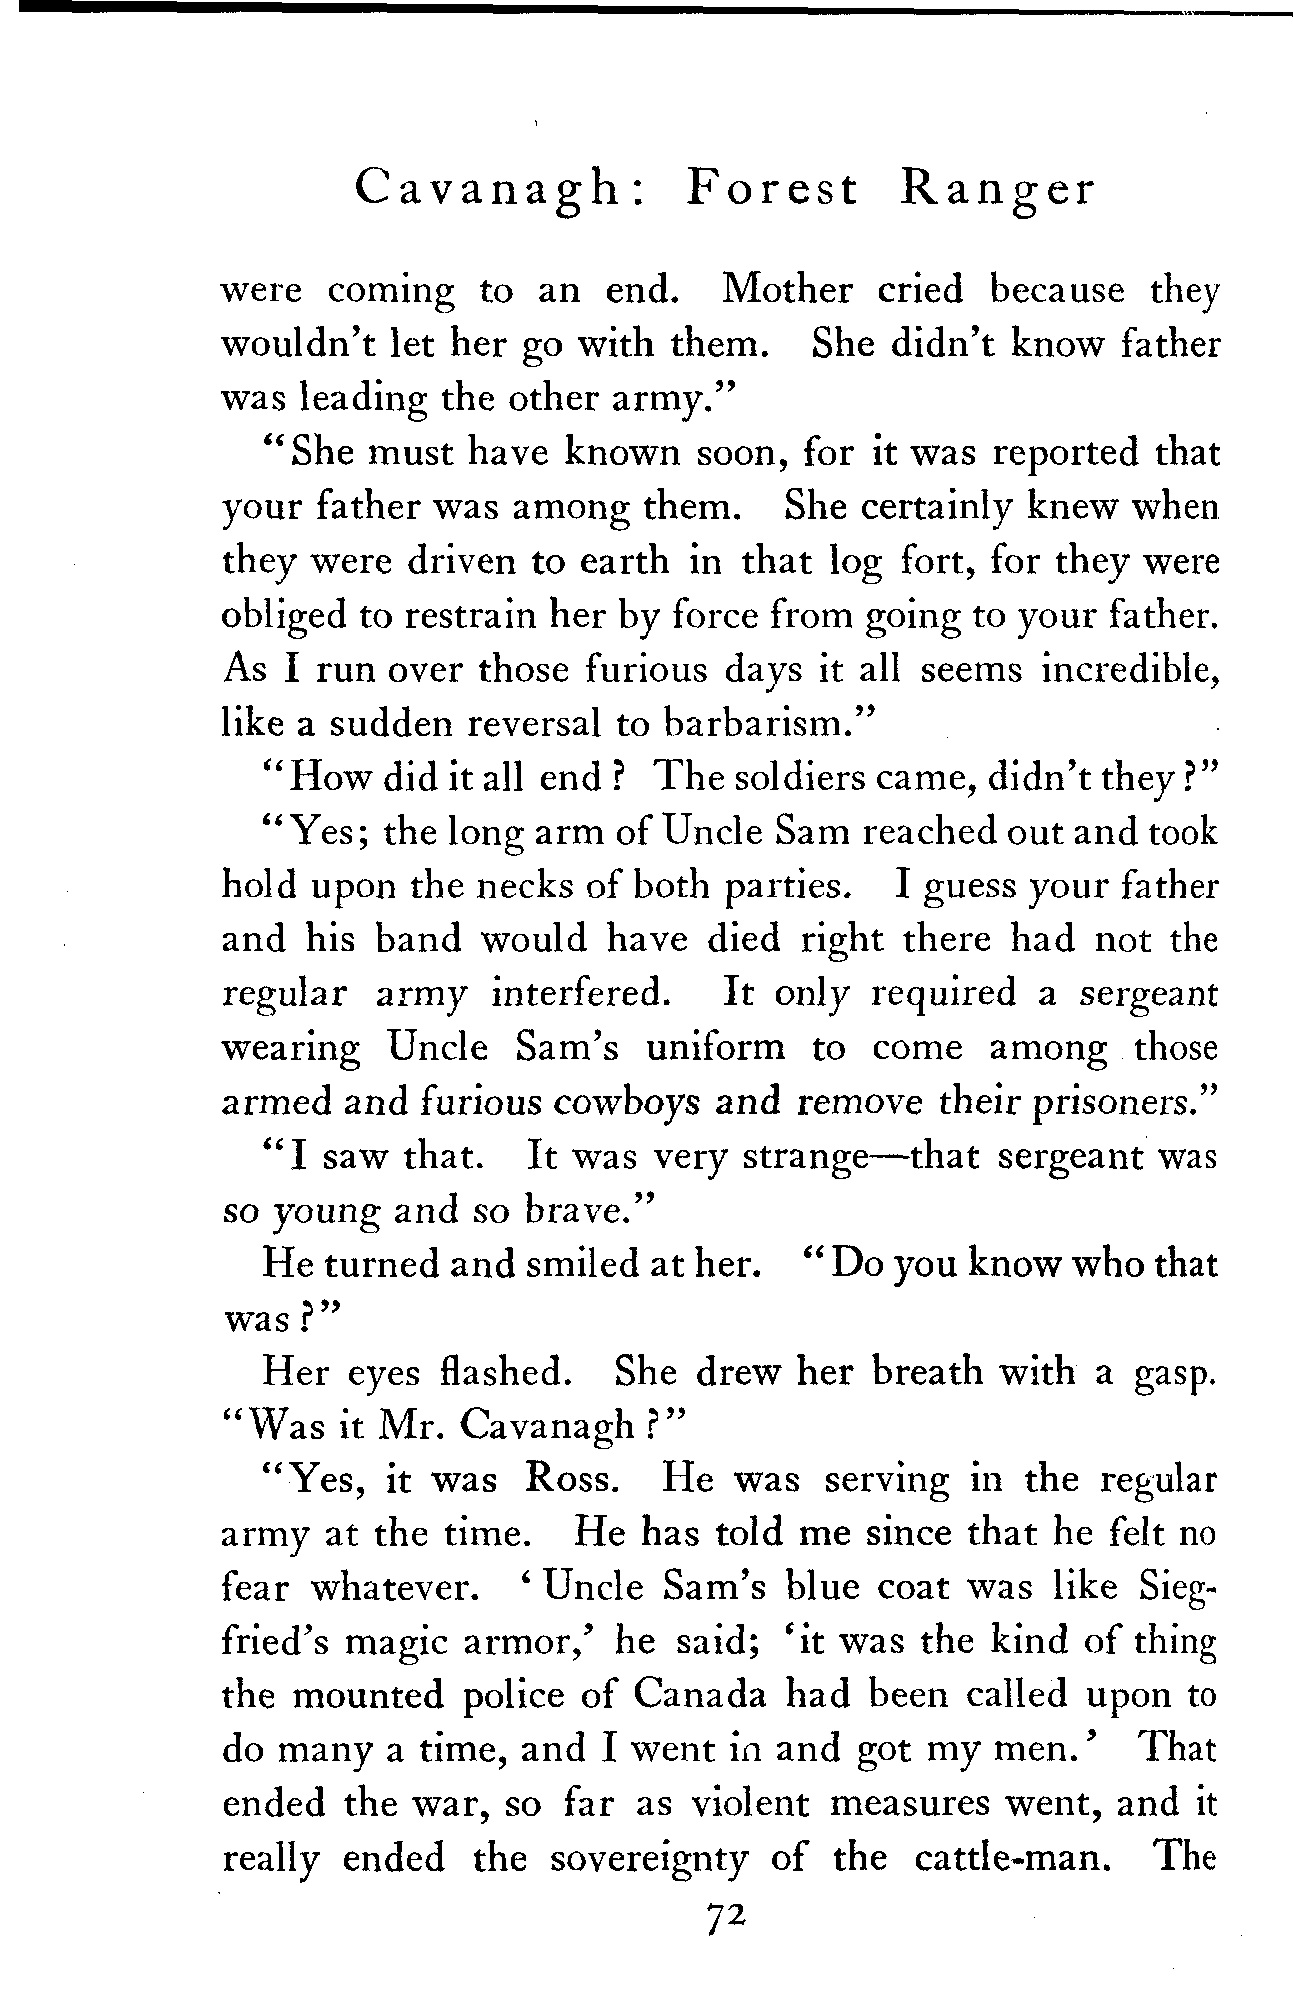 Cavanagh: Forest Ranger
were coming to an end. Mother cried because they
wouldn't let her go with them. She didn't know father
was leading the other army."
"She must have known soon, for it was reported that
your father was among them. She certainly knew when
they were driven to earth in that log fort, for they were
obliged to restrain her by force from going to your father.
As I run over those furious days it all seems incredible,
like a sudden reversal to barbarism."
"How did it all end? The soldiers came, didn't they?"
"Yes; the long arm of Uncle Sam reached out and took
hold upon the necks of both parties. I guess your father
and his band would have died right there had not the
regular army interfered. It only required a sergeant
wearing Uncle Sam's uniform to come among those
armed and furious cowboys and remove their prisoners."
"I saw that. It was very strange—that sergeant was
so young and so brave."
He turned and smiled at her. "Do you know who that
was?"
Her eyes flashed. She drew her breath with a gasp.
"Was it Mr. Cavanagh?"
"Yes, it was Ross. He was serving in the regular
army at the time. He has told me since that he felt no
fear whatever. 'Uncle Sam's blue coat was like Sieg-
fried's magic armor,' he said; 'it was the kind of thing
the mounted police of Canada had been called upon to
do many a time, and I went in and got my men.' That
ended the war, so far as violent measures went, and it
really ended the sovereignty of the cattle-man. The
72